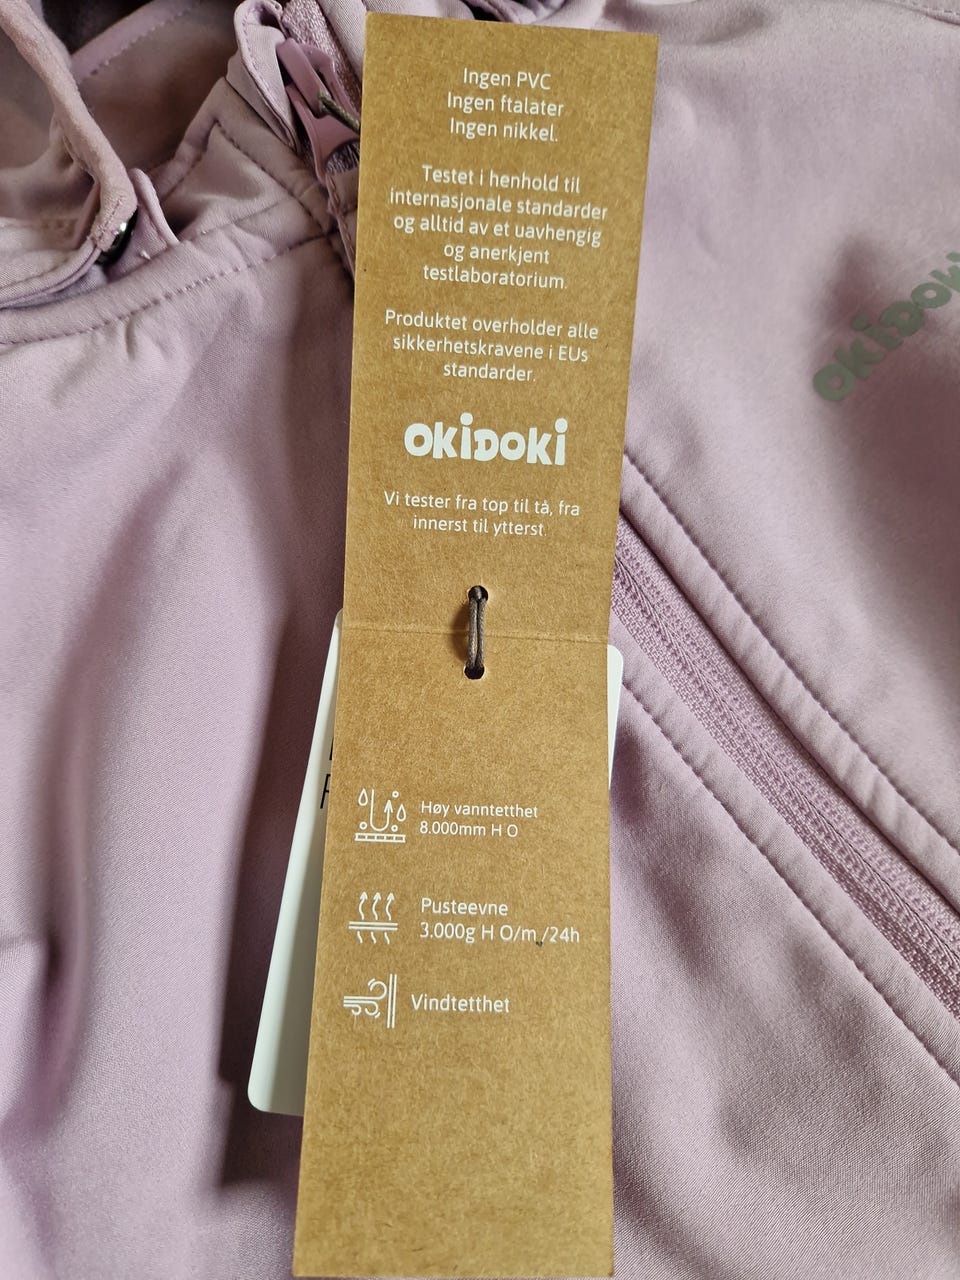 Ingen PVC
Ingen ftalater
Ingen nikkel.
Testet i henhold til
internasjonale standarder
og alltid av et uavhengig
og anerkjent
testlaboratorium.
Produktet overholder alle
sikkerhetskravene i EUs
standarder.
OKIDOKI
Vi tester fra top til tå, fra
innerst til ytterst.
Høy vanntetthet
8.000mm H O
Pusteevne
3.000g H O/m /24h
Vindtetthet
OKIDOKI